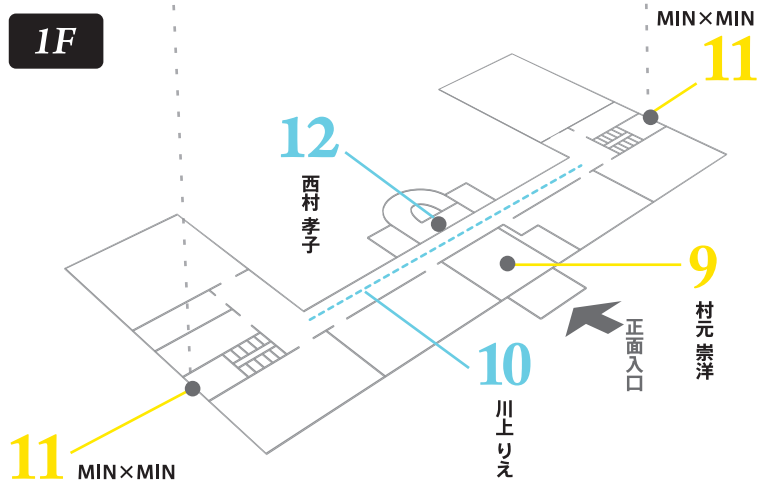 1F
MIN×MIN
11
12
西村 孝子
9
村元 崇洋
正面入口
10
川上 りえ
11 MIN×MIN